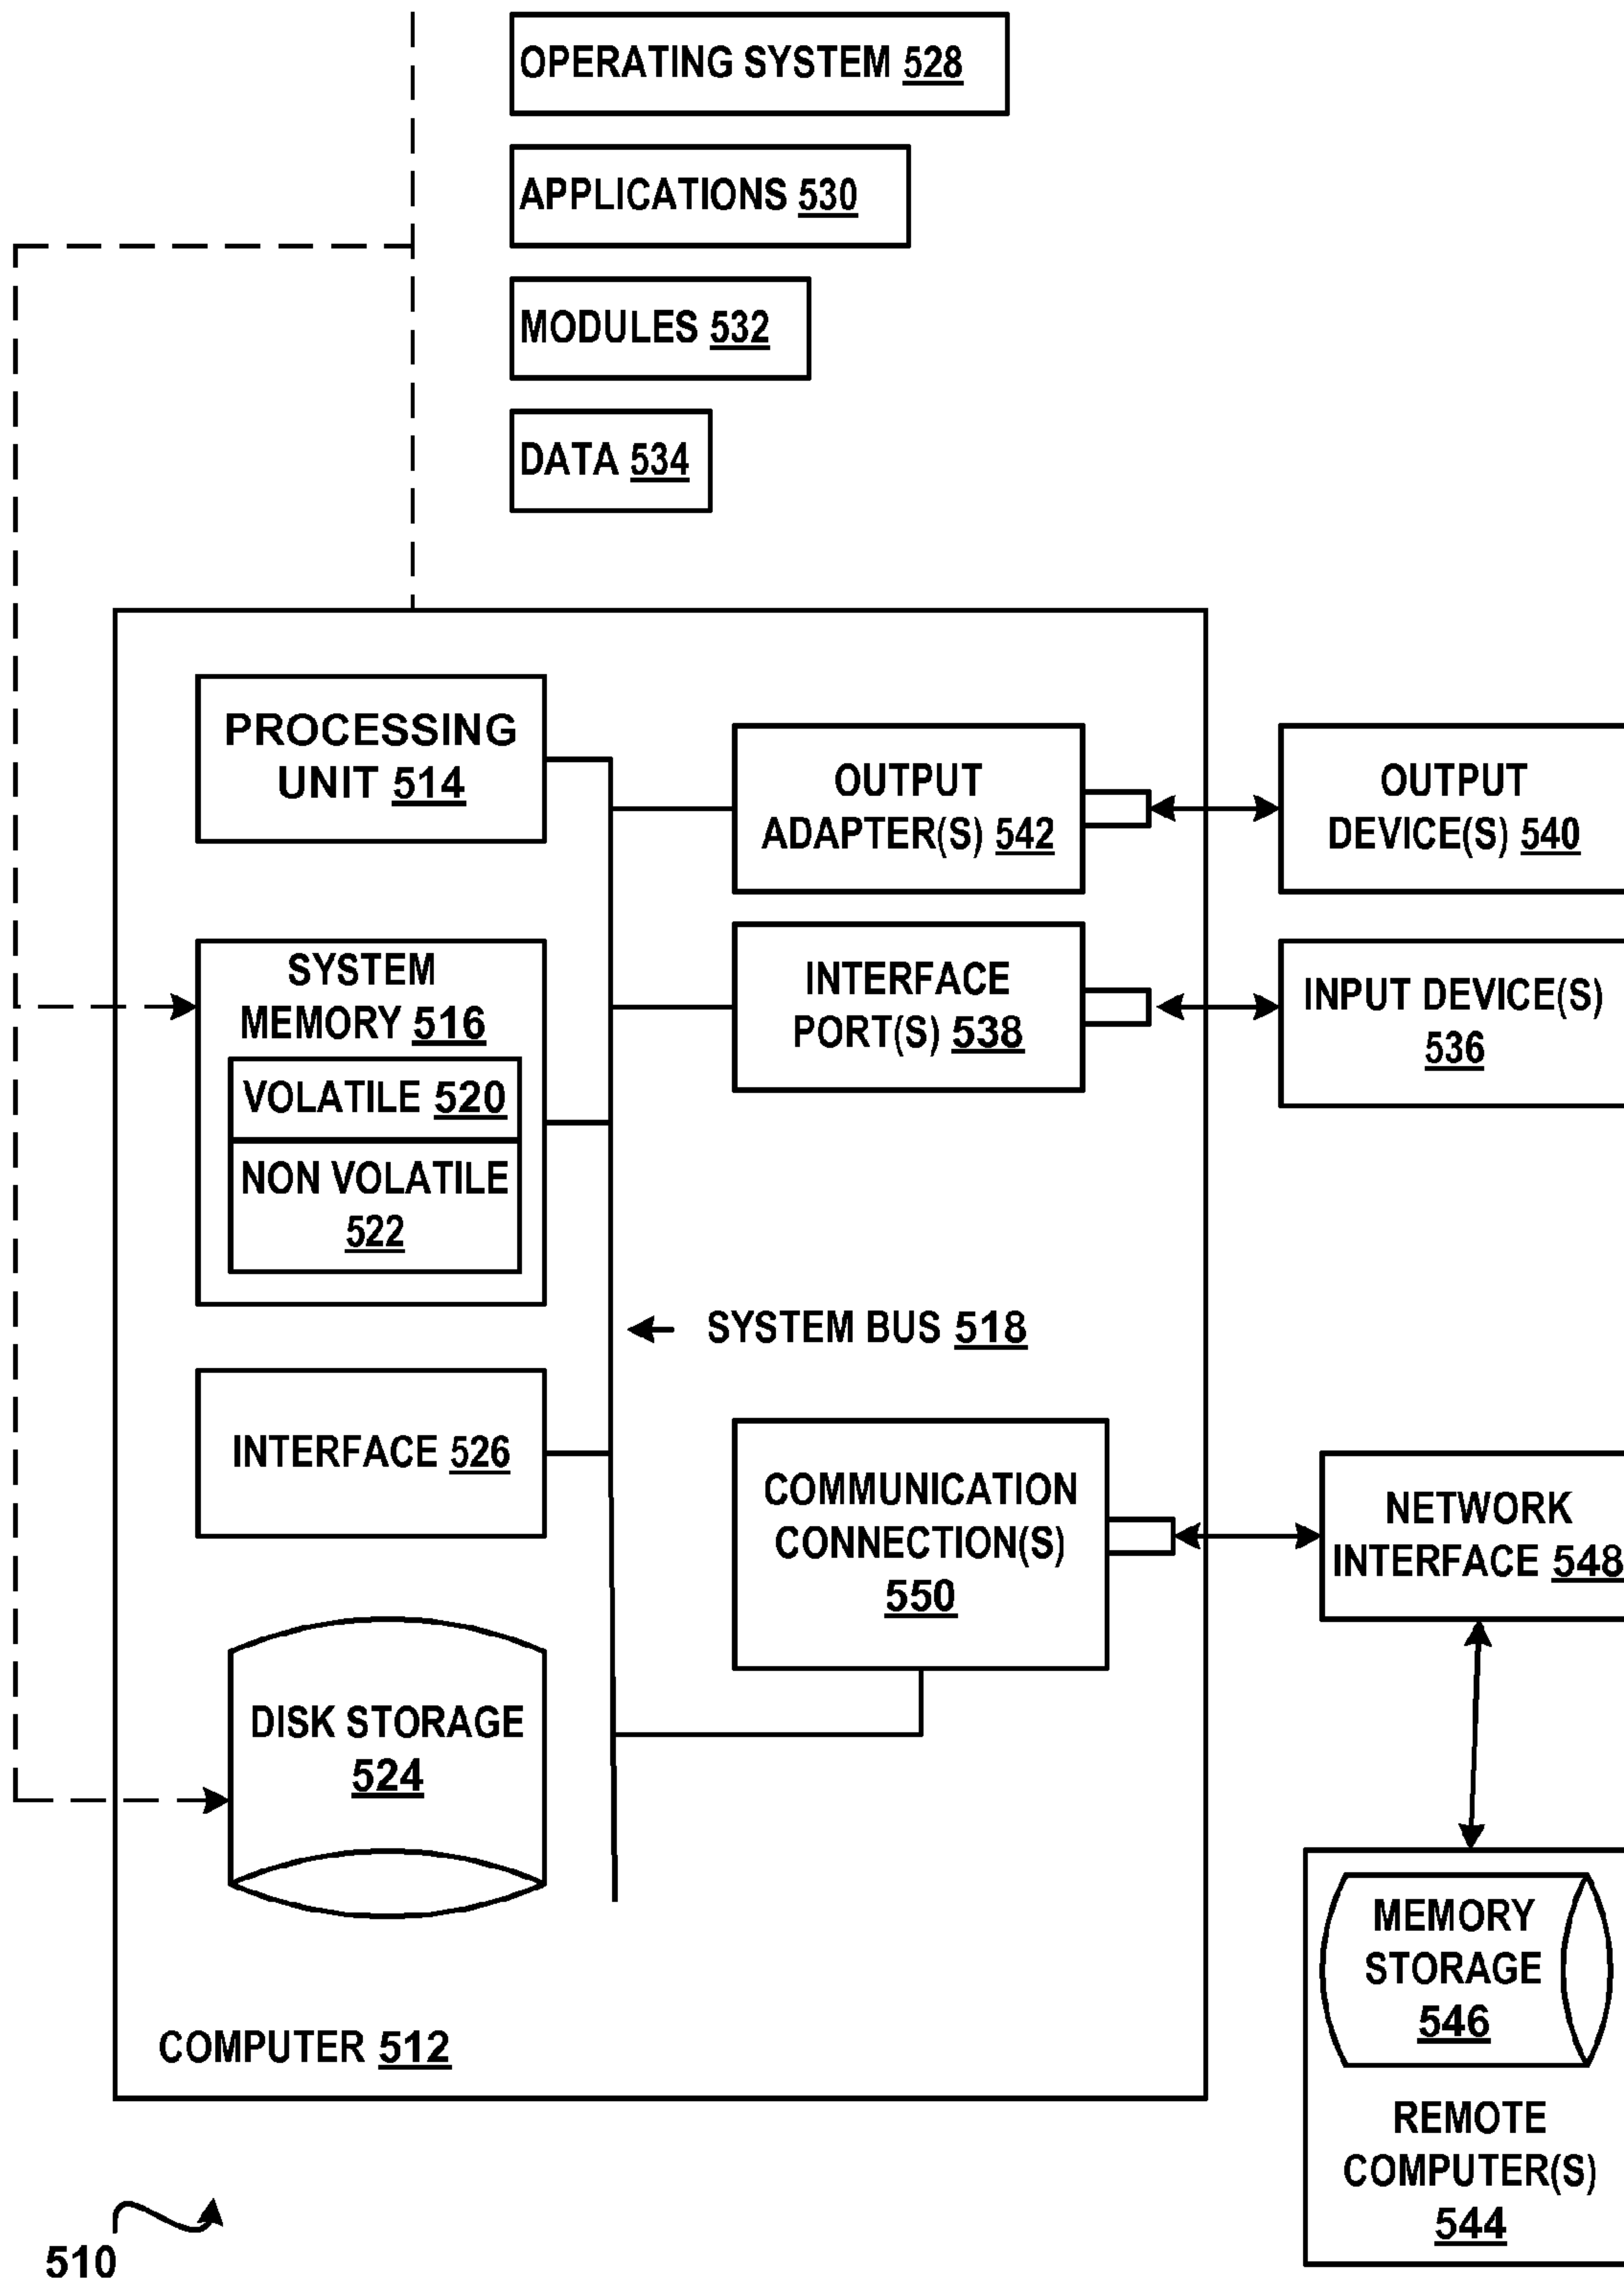 OPERATING SYSTEM 528
APPLICATIONS 530
MODULES 532
DATA 534
PROCESSING
UNIT 514
OUTPUT
ADAPTER(S) 542
OUTPUT
DEVICE(S) 540
SYSTEM
MEMORY 516
VOLATILE 520
NON VOLATILE
522
INTERFACE
PORT(S) 538
INPUT DEVICE(S)
536
SYSTEM BUS 518
INTERFACE 526
COMMUNICATION
CONNECTION(S)
550
NETWORK
INTERFACE 548
DISK STORAGE
524
MEMORY
STORAGE
546
REMOTE
COMPUTER(S)
544
COMPUTER 512
510